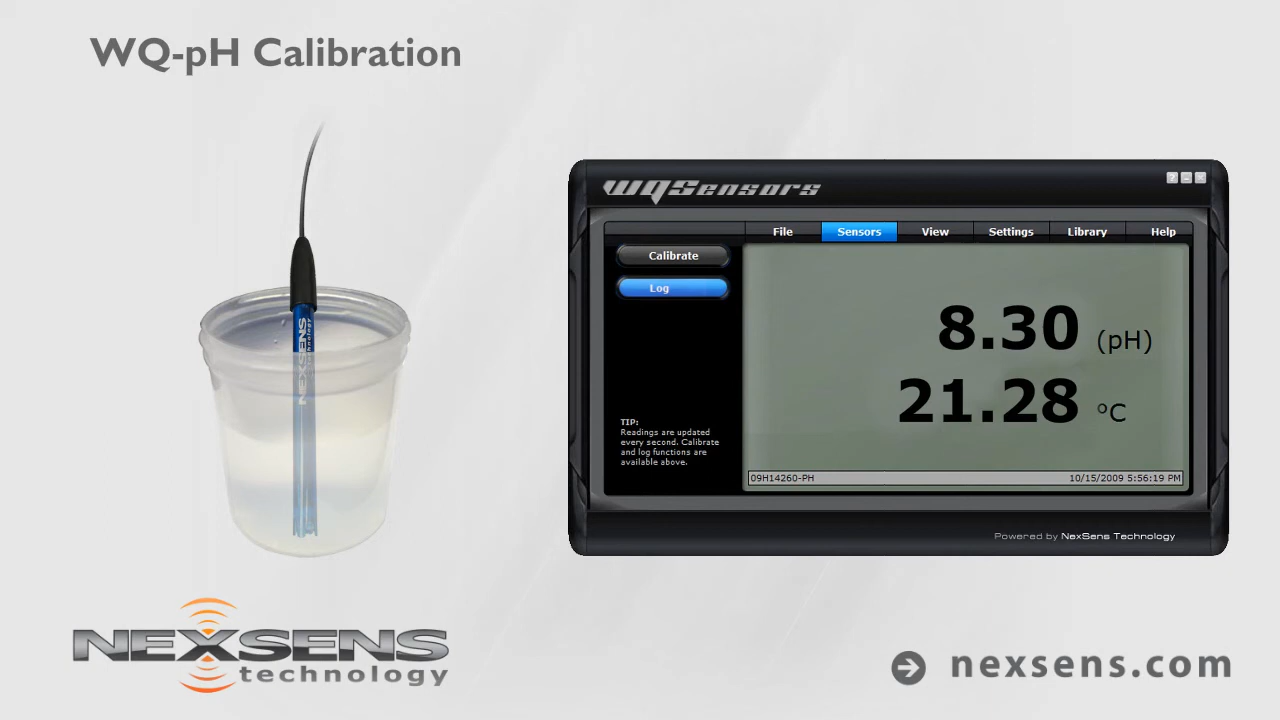 WQ-pH Calibration
WQSensors
File Sensors View Settings Library Help
Calibrate
Log
8.30 (pH)
21.28 °C
TIP:
Readings are updated
every second. Calibrate
and log functions are
available above.
09H14260-PH 10/15/2009 5:56:19 PM
Powered by NexSens Technology
NEXSENS
technology
NEXSENS
technology
nexsens.com